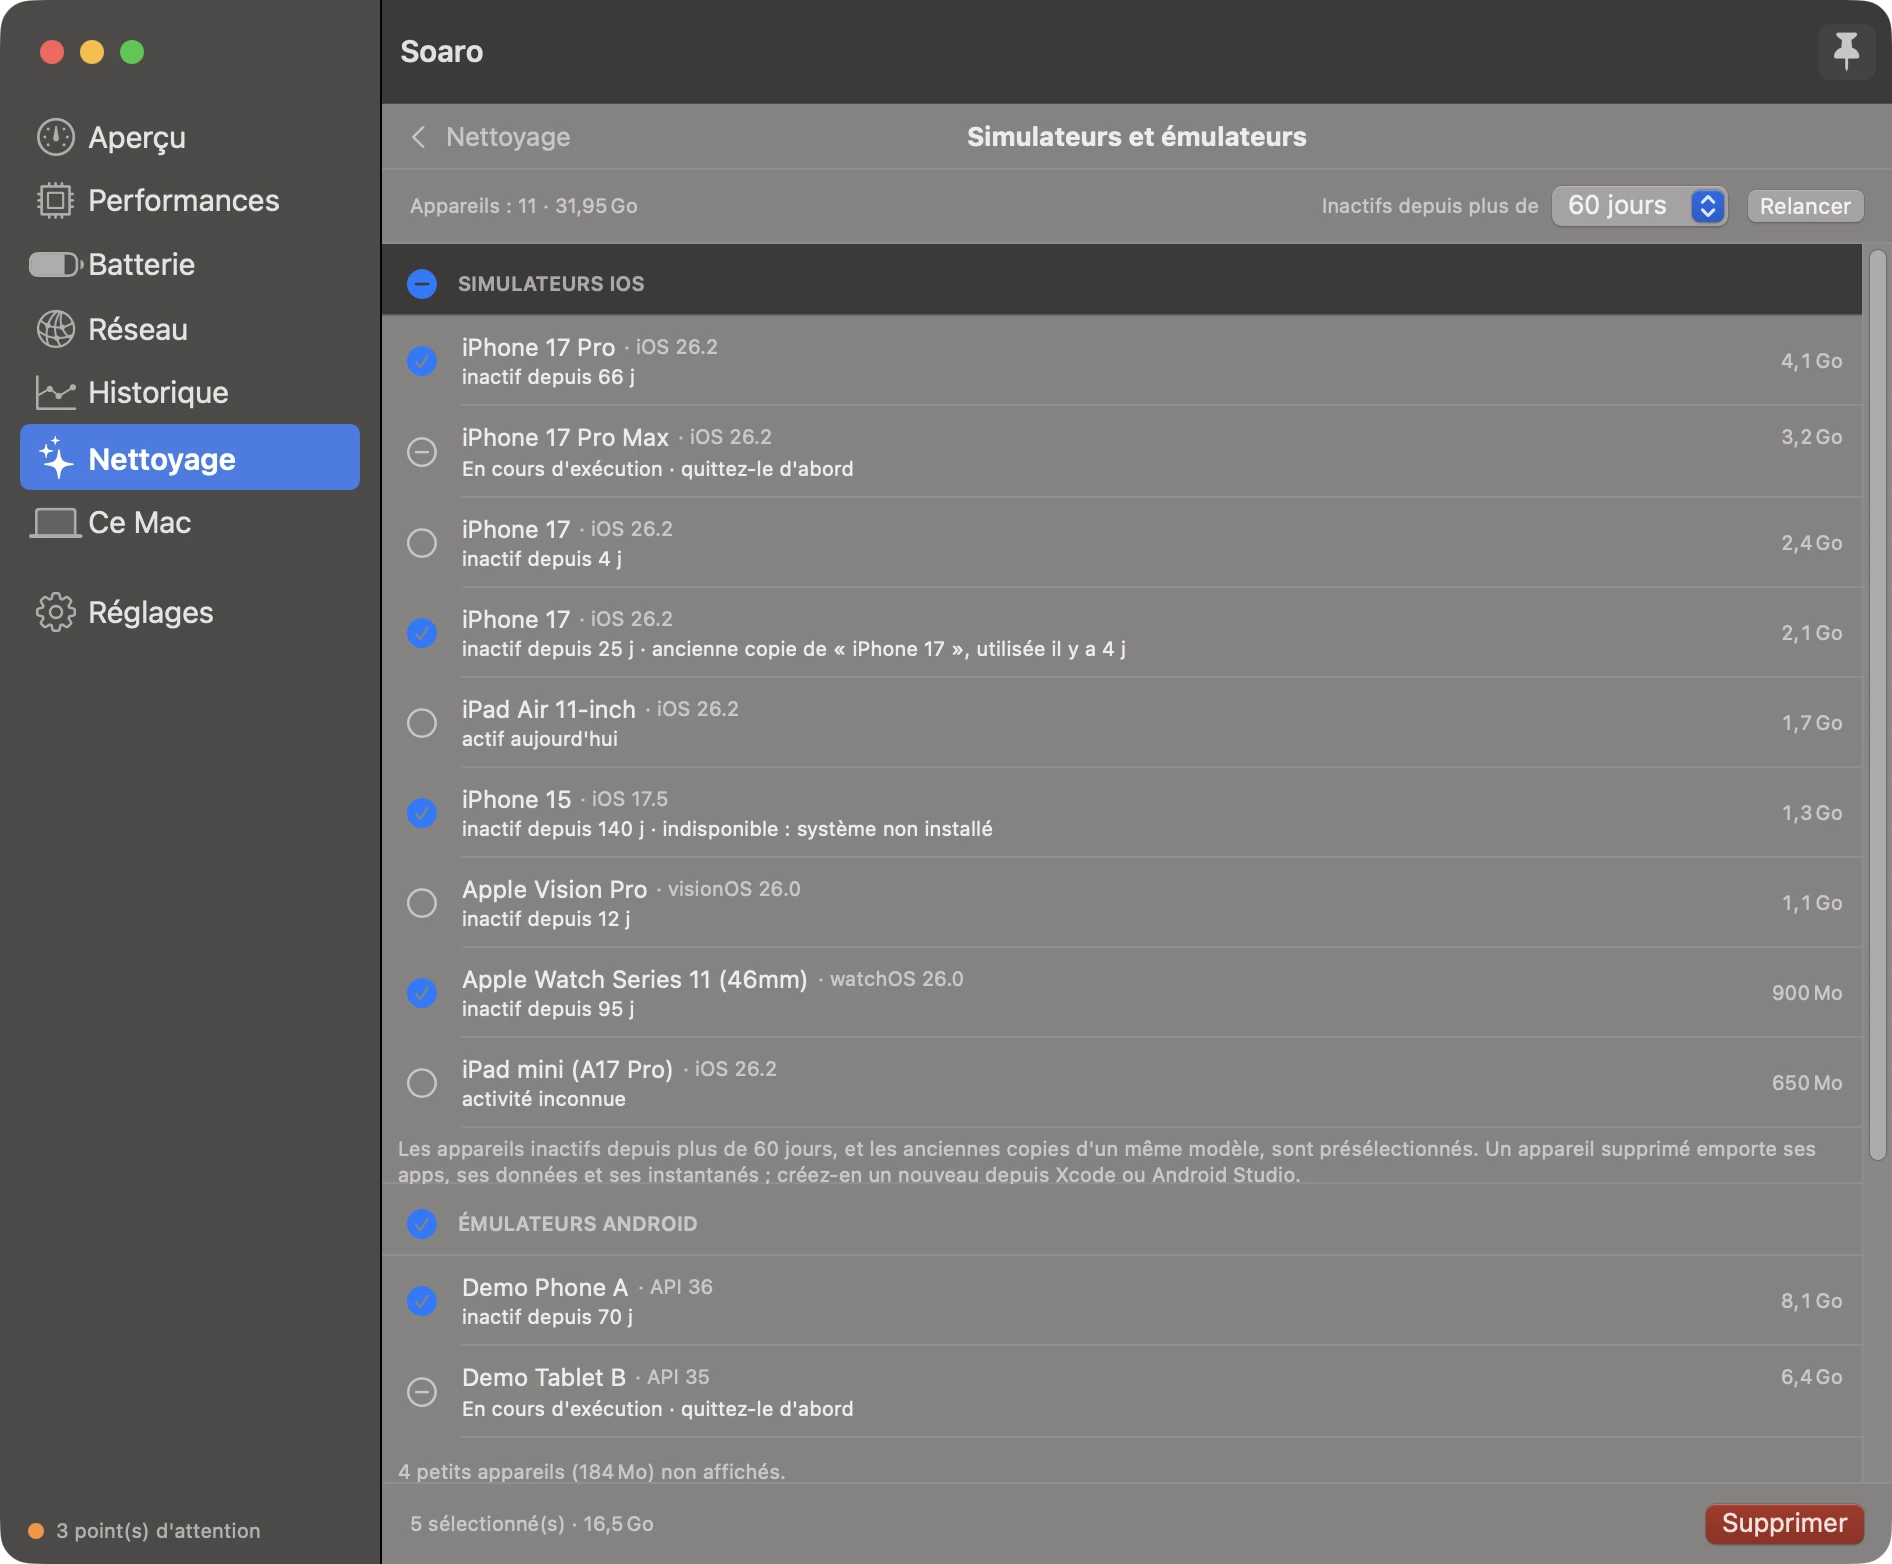 Soaro
Aperçu
Performances
Batterie
Réseau
Historique
Nettoyage
Ce Mac
Réglages
3 point(s) d'attention
Nettoyage
Simulateurs et émulateurs
Appareils : 11 · 31,95 Go
Inactifs depuis plus de
60 jours
Relancer
SIMULATEURS IOS
iPhone 17 Pro · iOS 26.2
inactif depuis 66 j
4,1 Go
iPhone 17 Pro Max · iOS 26.2
3,2 Go
En cours d'exécution · quittez-le d'abord
iPhone 17 · iOS 26.2
inactif depuis 4 j
2,4 Go
iPhone 17 · iOS 26.2
inactif depuis 25 j · ancienne copie de « iPhone 17 », utilisée il y a 4 j
2,1 Go
iPad Air 11-inch · iOS 26.2
actif aujourd'hui
1,7 Go
iPhone 15 · iOS 17.5
inactif depuis 140 j · indisponible : système non installé
1,3 Go
Apple Vision Pro · visionOS 26.0
inactif depuis 12 j
1,1 Go
Apple Watch Series 11 (46mm) · watchOS 26.0
inactif depuis 95 j
900 Mo
iPad mini (A17 Pro) · iOS 26.2
activité inconnue
650 Mo
Les appareils inactifs depuis plus de 60 jours, et les anciennes copies d'un même modèle, sont présélectionnés. Un appareil supprimé emporte ses
apps, ses données et ses instantanés ; créez-en un nouveau depuis Xcode ou Android Studio.
ÉMULATEURS ANDROID
Demo Phone A · API 36
inactif depuis 70 j
8,1 Go
Demo Tablet B · API 35
6,4 Go
En cours d'exécution · quittez-le d'abord
4 petits appareils (184 Mo) non affichés.
5 sélectionné(s) · 16,5 Go
Supprimer